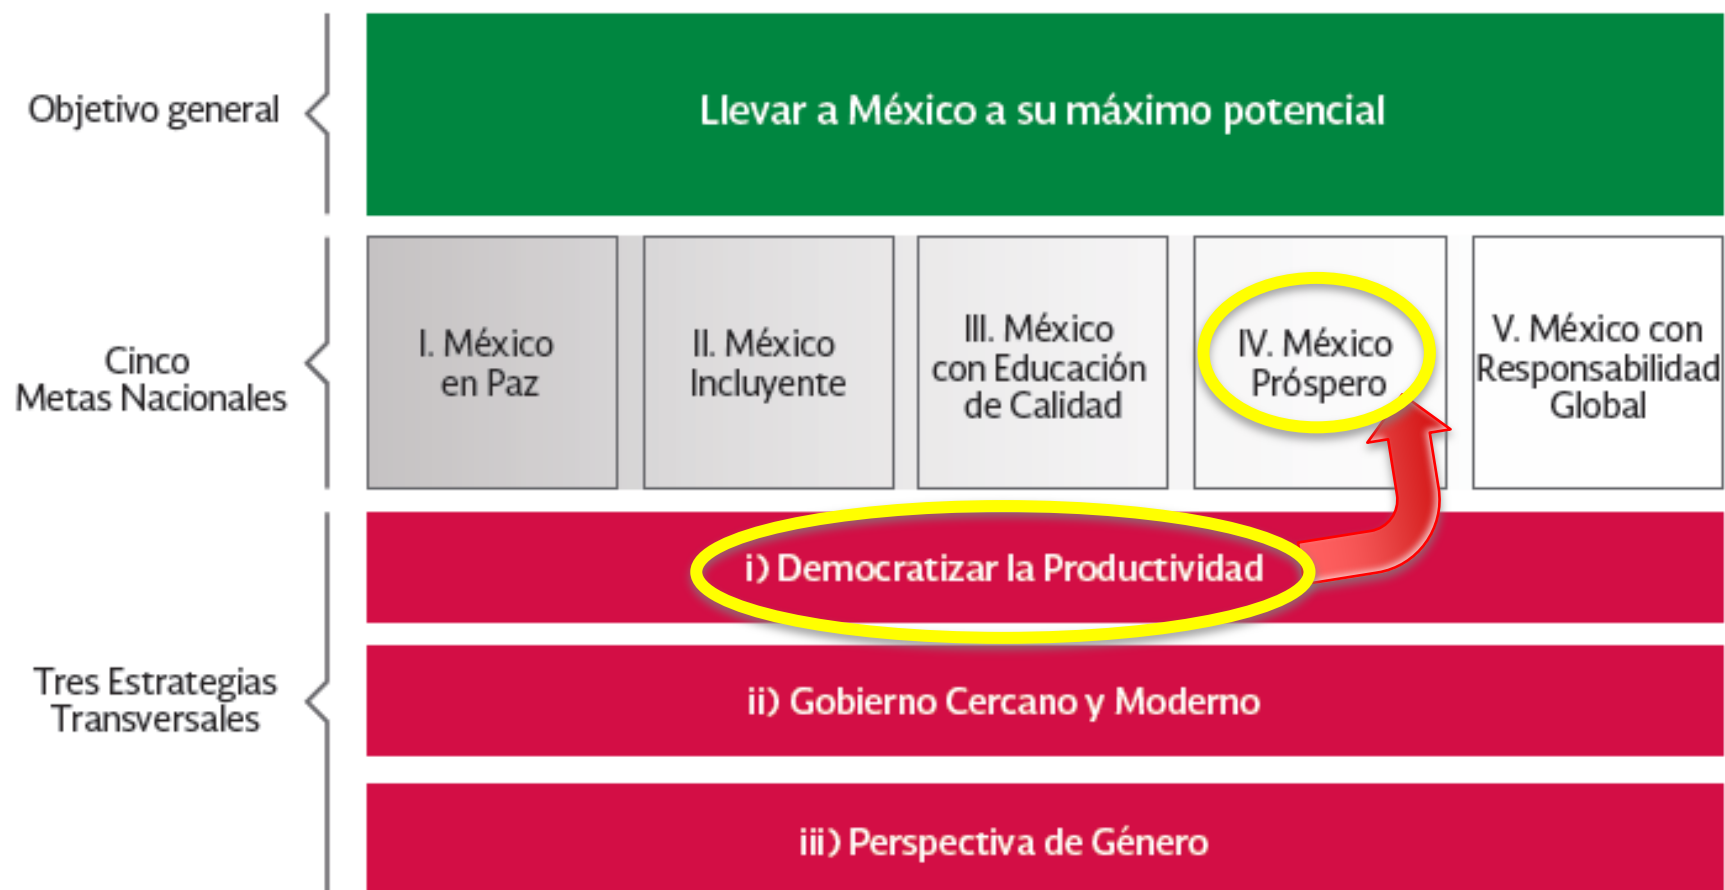 Objetivo general
Llevar a México a su máximo potencial
Cinco
Metas Nacionales
I. México
en Paz
II. México
Incluyente
III. México
con Educación
de Calidad
IV. México
Próspero
V. México con
Responsabilidad
Global
Tres Estrategias
Transversales
i) Democratizar la Productividad
ii) Gobierno Cercano y Moderno
iii) Perspectiva de Género